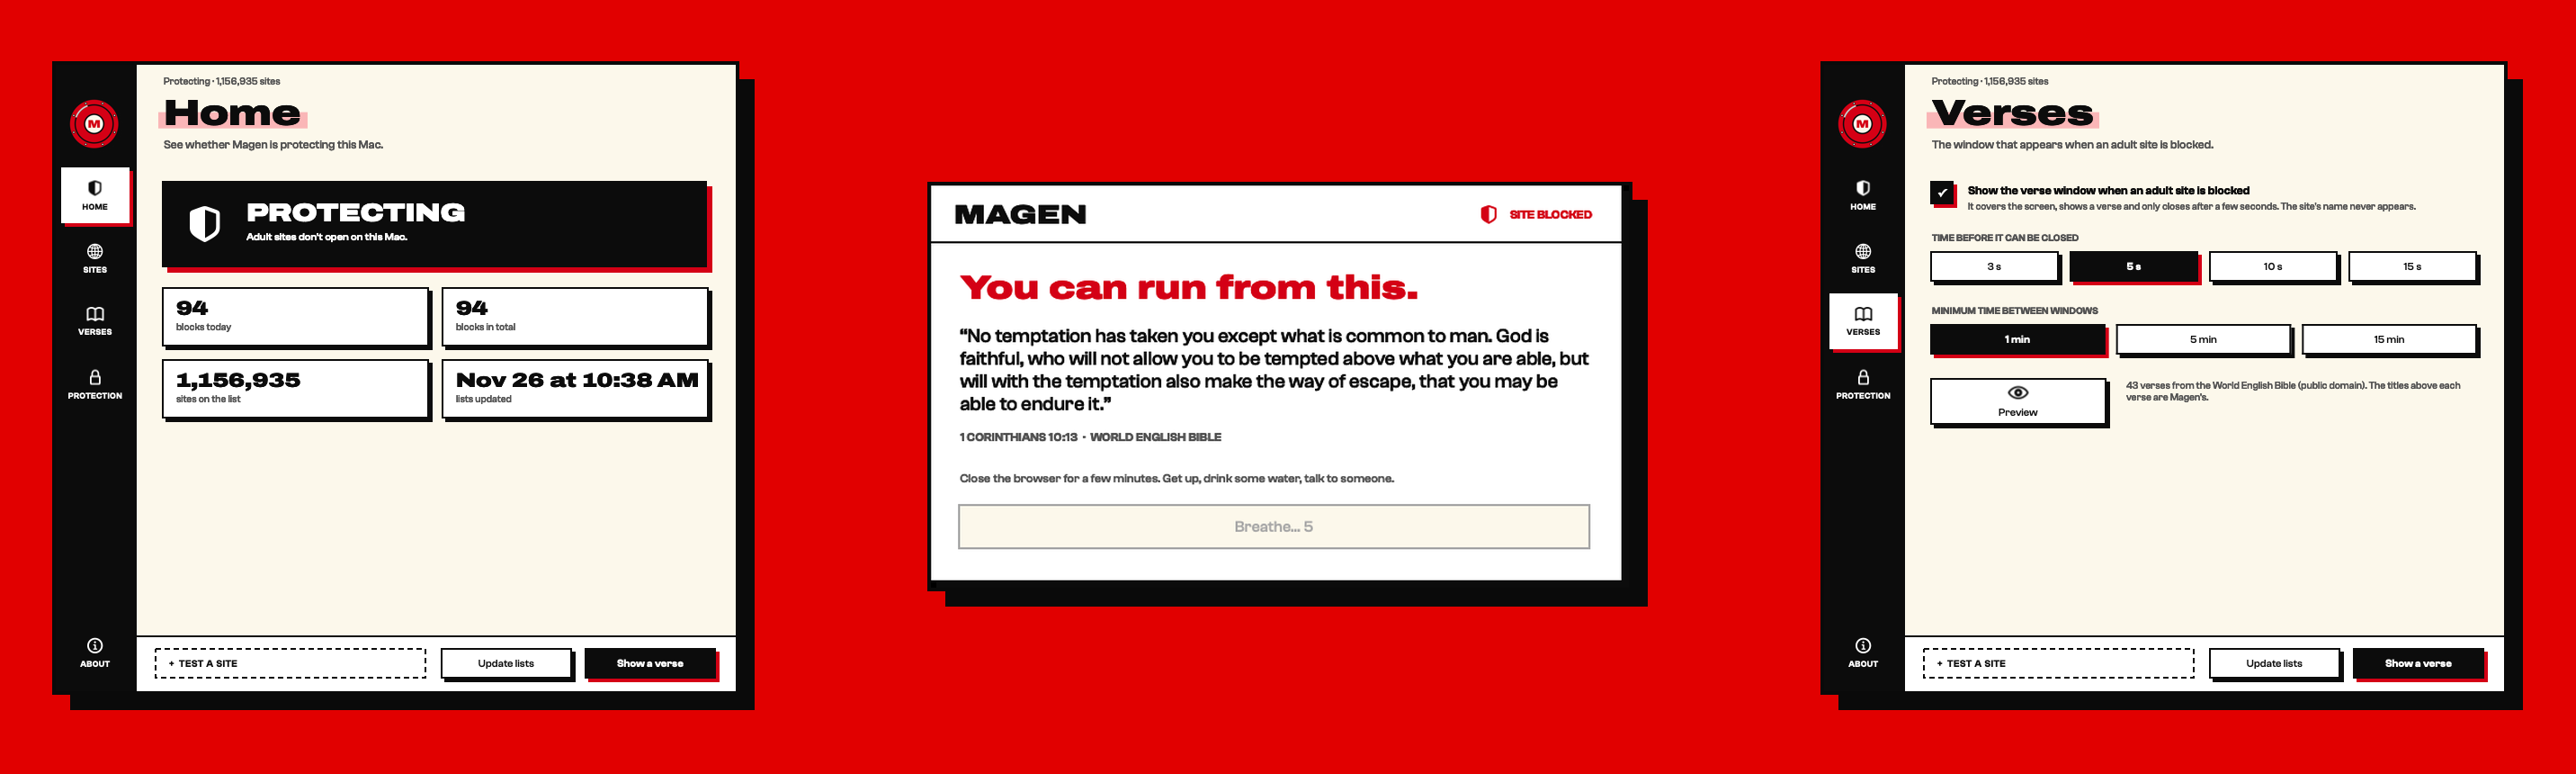 Protecting · 1,156,935 sites
Home
See whether Magen is protecting this Mac.
M
HOME
SITES
VERSES
PROTECTION
ABOUT
PROTECTING
Adult sites don't open on this Mac.
94
blocks today
94
blocks in total
1,156,935
sites on the list
Nov 26 at 10:38 AM
lists updated
+ TEST A SITE
Update lists
Show a verse
MAGEN
SITE BLOCKED
You can run from this.
“No temptation has taken you except what is common to man. God is
faithful, who will not allow you to be tempted above what you are able, but
will with the temptation also make the way of escape, that you may be
able to endure it.”
1 CORINTHIANS 10:13 · WORLD ENGLISH BIBLE
Close the browser for a few minutes. Get up, drink some water, talk to someone.
Breathe... 5
Protecting · 1,156,935 sites
Verses
The window that appears when an adult site is blocked.
M
HOME
SITES
VERSES
PROTECTION
ABOUT
Show the verse window when an adult site is blocked
It covers the screen, shows a verse and only closes after a few seconds. The site's name never appears.
TIME BEFORE IT CAN BE CLOSED
3 s
5 s
10 s
15 s
MINIMUM TIME BETWEEN WINDOWS
1 min
5 min
15 min
Preview
43 verses from the World English Bible (public domain). The titles above each
verse are Magen's.
+ TEST A SITE
Update lists
Show a verse